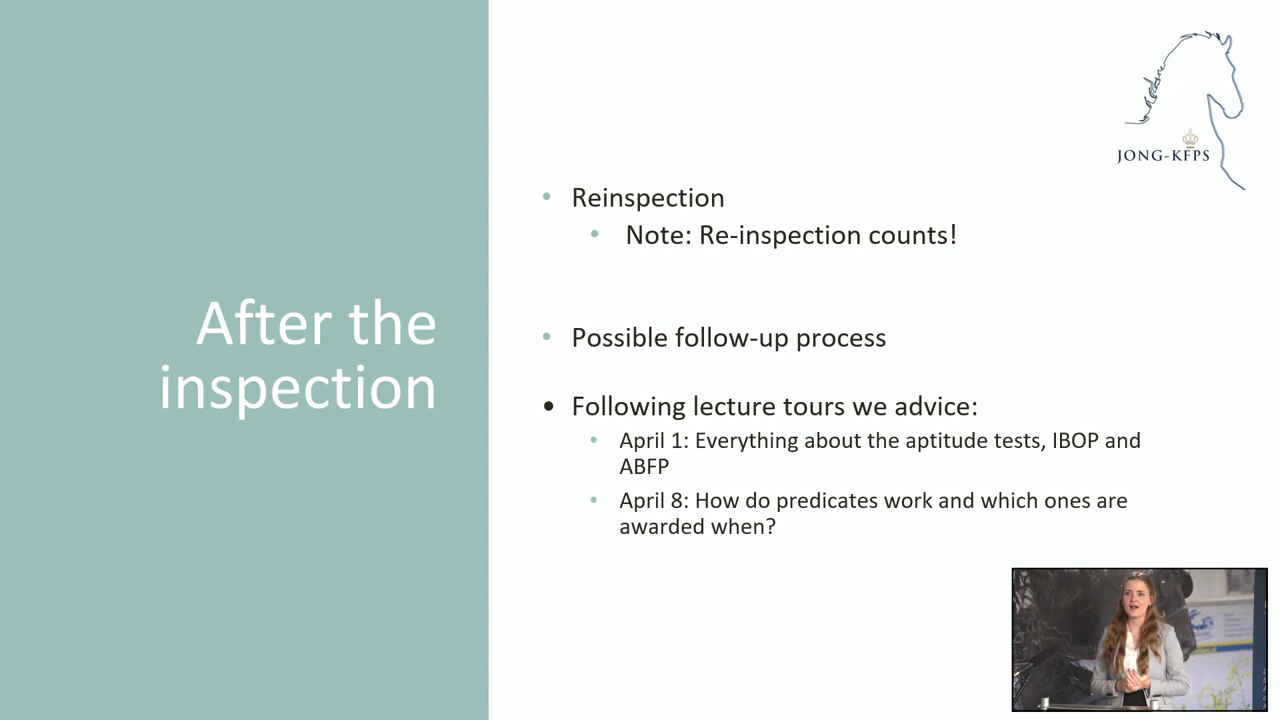 JONG-KFPS
After the
inspection
• Reinspection
• Note: Re-inspection counts!
• Possible follow-up process
• Following lecture tours we advice:
• April 1: Everything about the aptitude tests, IBOP and
ABFP
• April 8: How do predicates work and which ones are
awarded when?